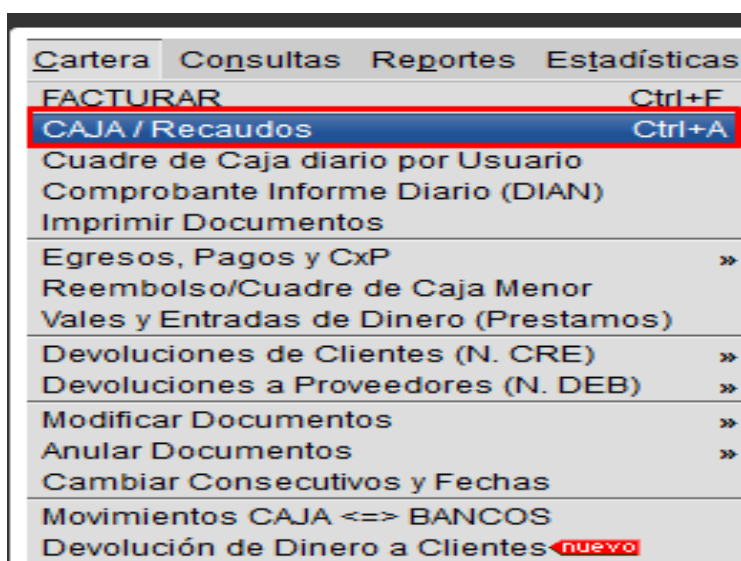 Cartera Consultas Reportes Estadísticas
FACTURAR Ctrl+F
CAJA / Recaudos Ctrl+A
Cuadre de Caja diario por Usuario
Comprobante Informe Diario (DIAN)
Imprimir Documentos
Egresos, Pagos y CxP »
Reembolso/Cuadre de Caja Menor
Vales y Entradas de Dinero (Prestamos)
Devoluciones de Clientes (N. CRE) »
Devoluciones a Proveedores (N. DEB) »
Modificar Documentos »
Anular Documentos »
Cambiar Consecutivos y Fechas
Movimientos CAJA <=> BANCOS
Devolución de Dinero a Clientes nuevo